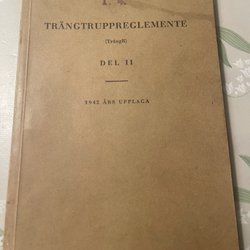 TRÄNGTRUPPREGLEMENTE
(TrängR)
DEL II
1942 ÅRS UPPLAGA